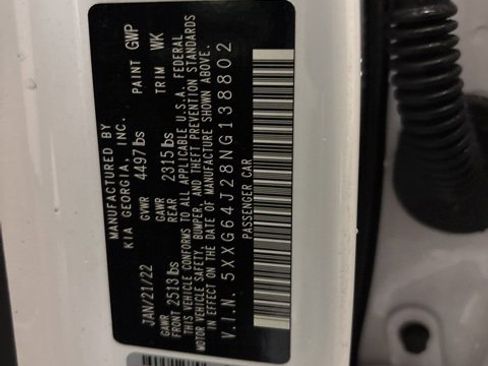 MANUFACTURED BY
KIA GEORGIA, INC.
JAN/21/22 GVWR 4497lbs PAINT GWP
GAWR FRONT 2513lbs GAWR REAR 2315lbs TRIM WK
THIS VEHICLE CONFORMS TO ALL APPLICABLE U.S.A. FEDERAL
MOTOR VEHICLE SAFETY, BUMPER, AND THEFT PREVENTION STANDARDS
IN EFFECT ON THE DATE OF MANUFACTURE SHOWN ABOVE.
V.I.N. 5XXG64J28NG138802
PASSENGER CAR